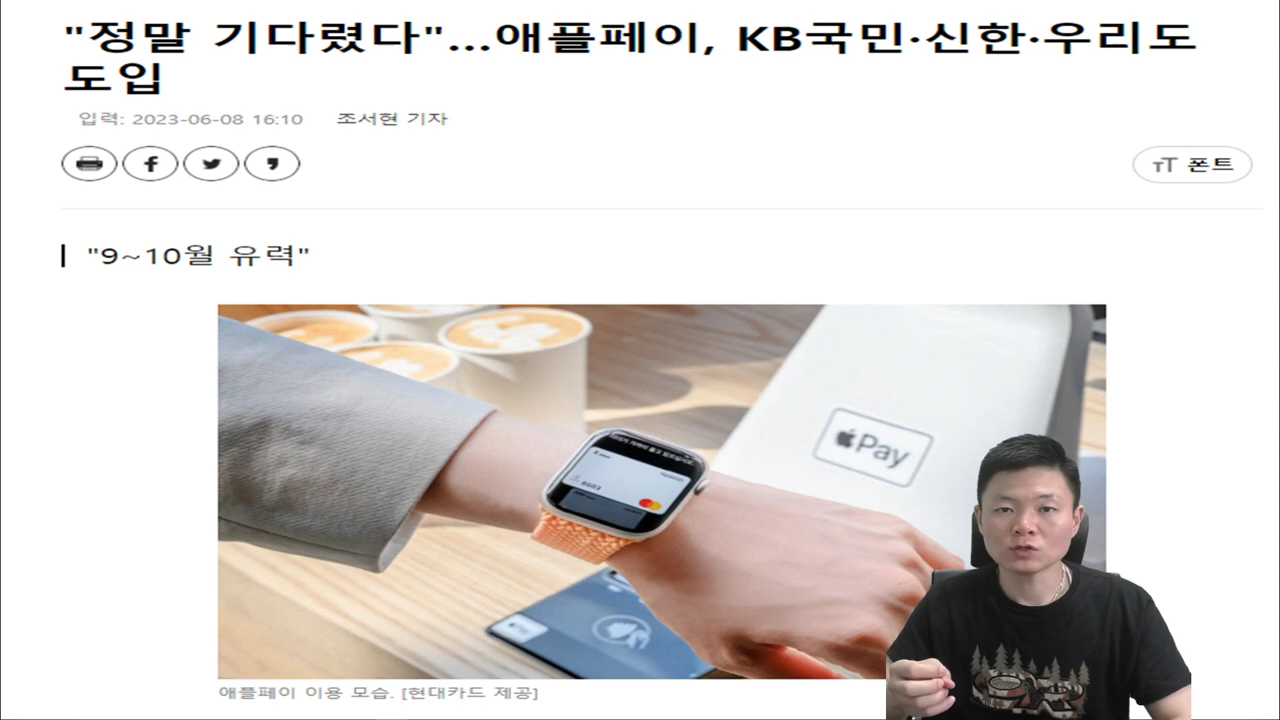 "정말 기다렸다"...애플페이, KB국민·신한·우리도
도입
입력: 2023-06-08 16:10 조서현 기자
폰트
"9~10월 유력"
Pay
애플페이 이용 모습. [현대카드 제공]